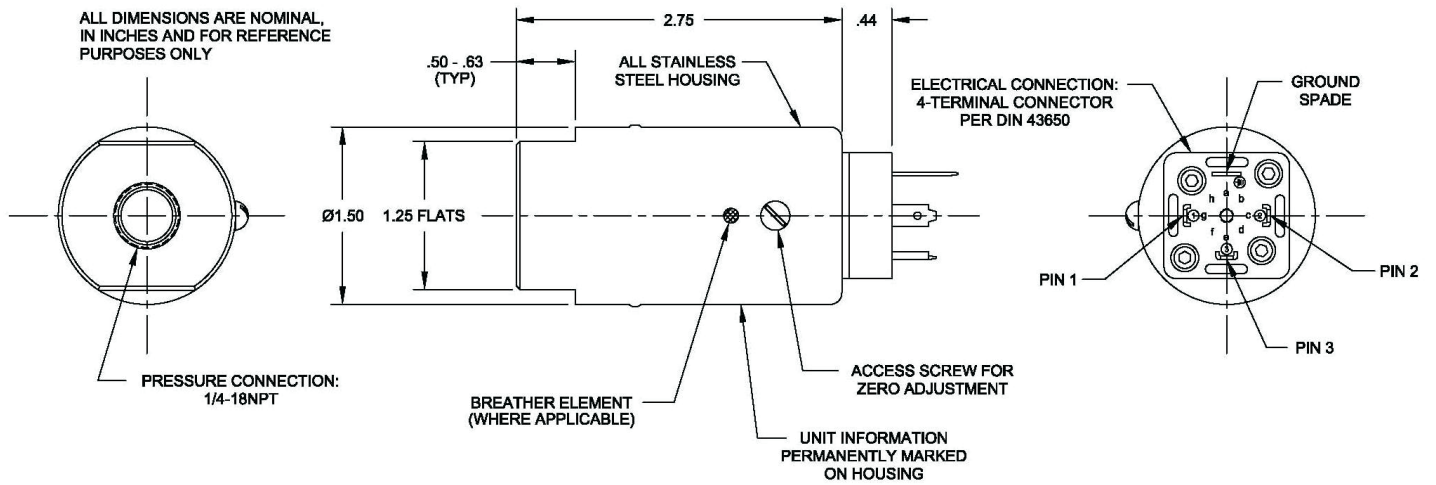 ALL DIMENSIONS ARE NOMINAL,
IN INCHES AND FOR REFERENCE
PURPOSES ONLY
2.75
.44
.50 - .63
(TYP)
ALL STAINLESS
STEEL HOUSING
ELECTRICAL CONNECTION:
4-TERMINAL CONNECTOR
PER DIN 43650
GROUND
SPADE
Ø1.50
1.25 FLATS
h a b
1 g c 2
f e d
3
PIN 1
PIN 2
PIN 3
PRESSURE CONNECTION:
1/4-18NPT
BREATHER ELEMENT
(WHERE APPLICABLE)
ACCESS SCREW FOR
ZERO ADJUSTMENT
UNIT INFORMATION
PERMANENTLY MARKED
ON HOUSING